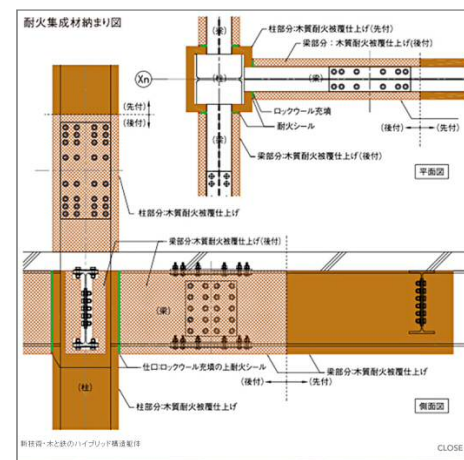 耐火集成材納まり図
(梁)
柱部分:木質耐火被覆仕上げ(先付)
梁部分:木質耐火被覆仕上げ(後付)
Xn
(柱)
(梁)
(先付)
(後付)
ロックウール充填
耐火シール
(後付)
(先付)
(梁)
梁部分:木質耐火被覆仕上げ(後付)
平面図
柱部分:木質耐火被覆仕上げ
梁部分:木質耐火被覆仕上げ(後付)
(梁)
仕口:ロックウール充填の上耐火シール
(後付)
(先付)
梁部分:木質耐火被覆仕上げ
(柱)
柱部分:木質耐火被覆仕上げ
側面図
新技術・木と鉄のハイブリッド構造躯体
CLOSE